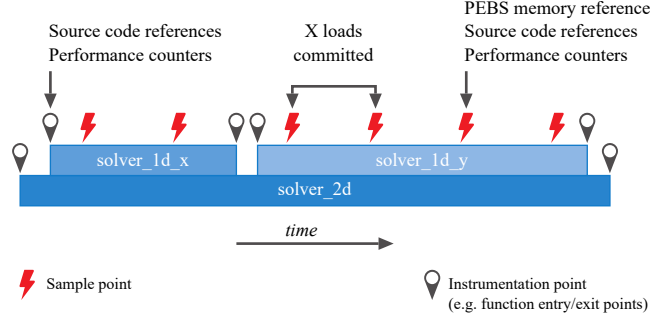 PEBS memory reference
Source code references
Performance counters
X loads
committed
Source code references
Performance counters
solver_1d_x
solver_1d_y
solver_2d
time
Sample point
Instrumentation point
(e.g. function entry/exit points)